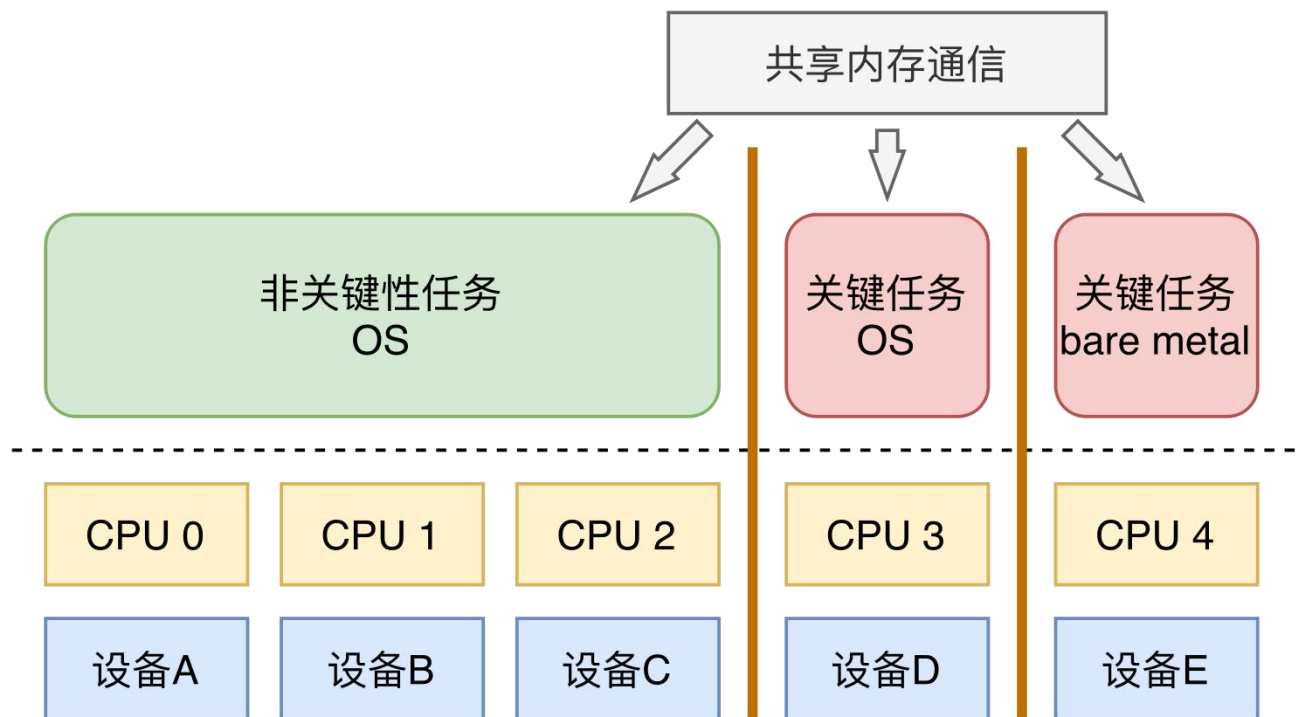 共享内存通信
非关键性任务
OS
关键任务
OS
关键任务
bare metal
CPU 0
CPU 1
CPU 2
CPU 3
CPU 4
设备A
设备B
设备C
设备D
设备E